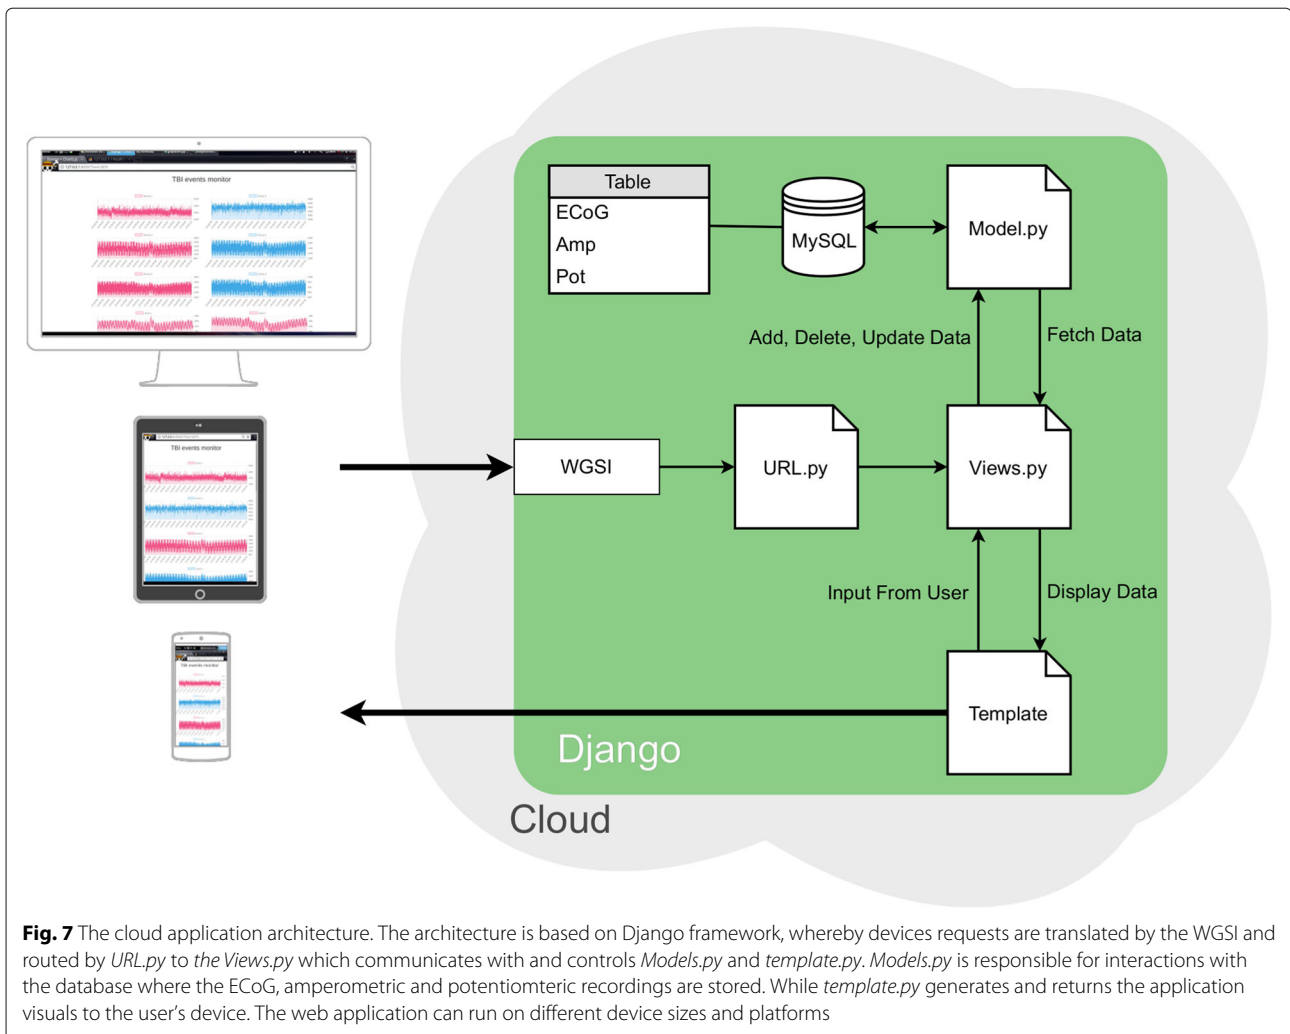 TBI events monitor
TBI events monitor
TBI events monitor
Table
ECoG
Amp
Pot
MySQL
Model.py
Add, Delete, Update Data
Fetch Data
WGSI
URL.py
Views.py
Input From User
Display Data
Template
Django
Cloud
Fig. 7 The cloud application architecture. The architecture is based on Django framework, whereby devices requests are translated by the WGSI and
routed by URL.py to the Views.py which communicates with and controls Models.py and template.py. Models.py is responsible for interactions with
the database where the ECoG, amperometric and potentiomteric recordings are stored. While template.py generates and returns the application
visuals to the user's device. The web application can run on different device sizes and platforms